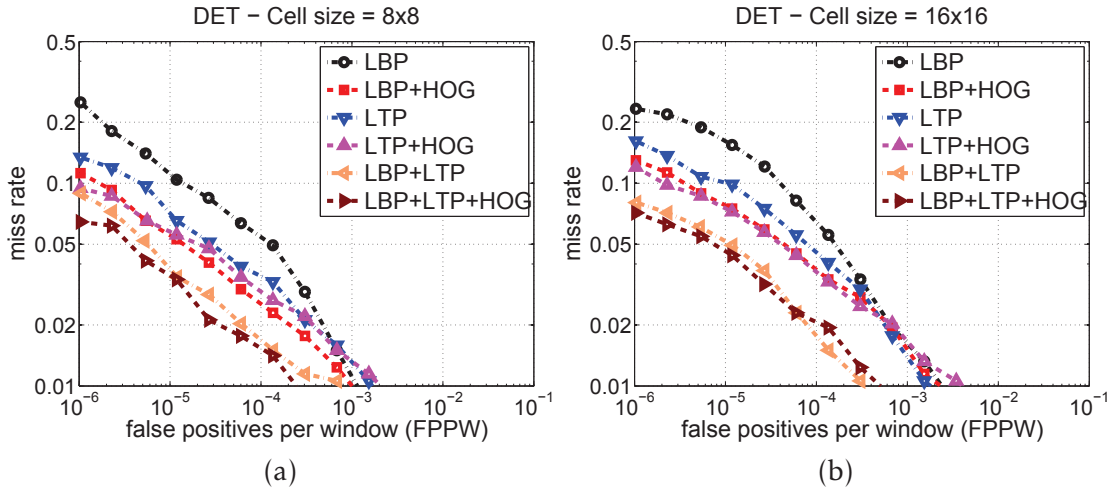 DET − Cell size = 8x8
0.5
0.2
0.1
0.05
0.02
0.01
miss rate
LBP
LBP+HOG
LTP
LTP+HOG
LBP+LTP
LBP+LTP+HOG
10−6 10−5 10−4 10−3 10−2 10−1
false positives per window (FPPW)
(a)
DET − Cell size = 16x16
0.5
0.2
0.1
0.05
0.02
0.01
miss rate
LBP
LBP+HOG
LTP
LTP+HOG
LBP+LTP
LBP+LTP+HOG
10−6 10−5 10−4 10−3 10−2 10−1
false positives per window (FPPW)
(b)